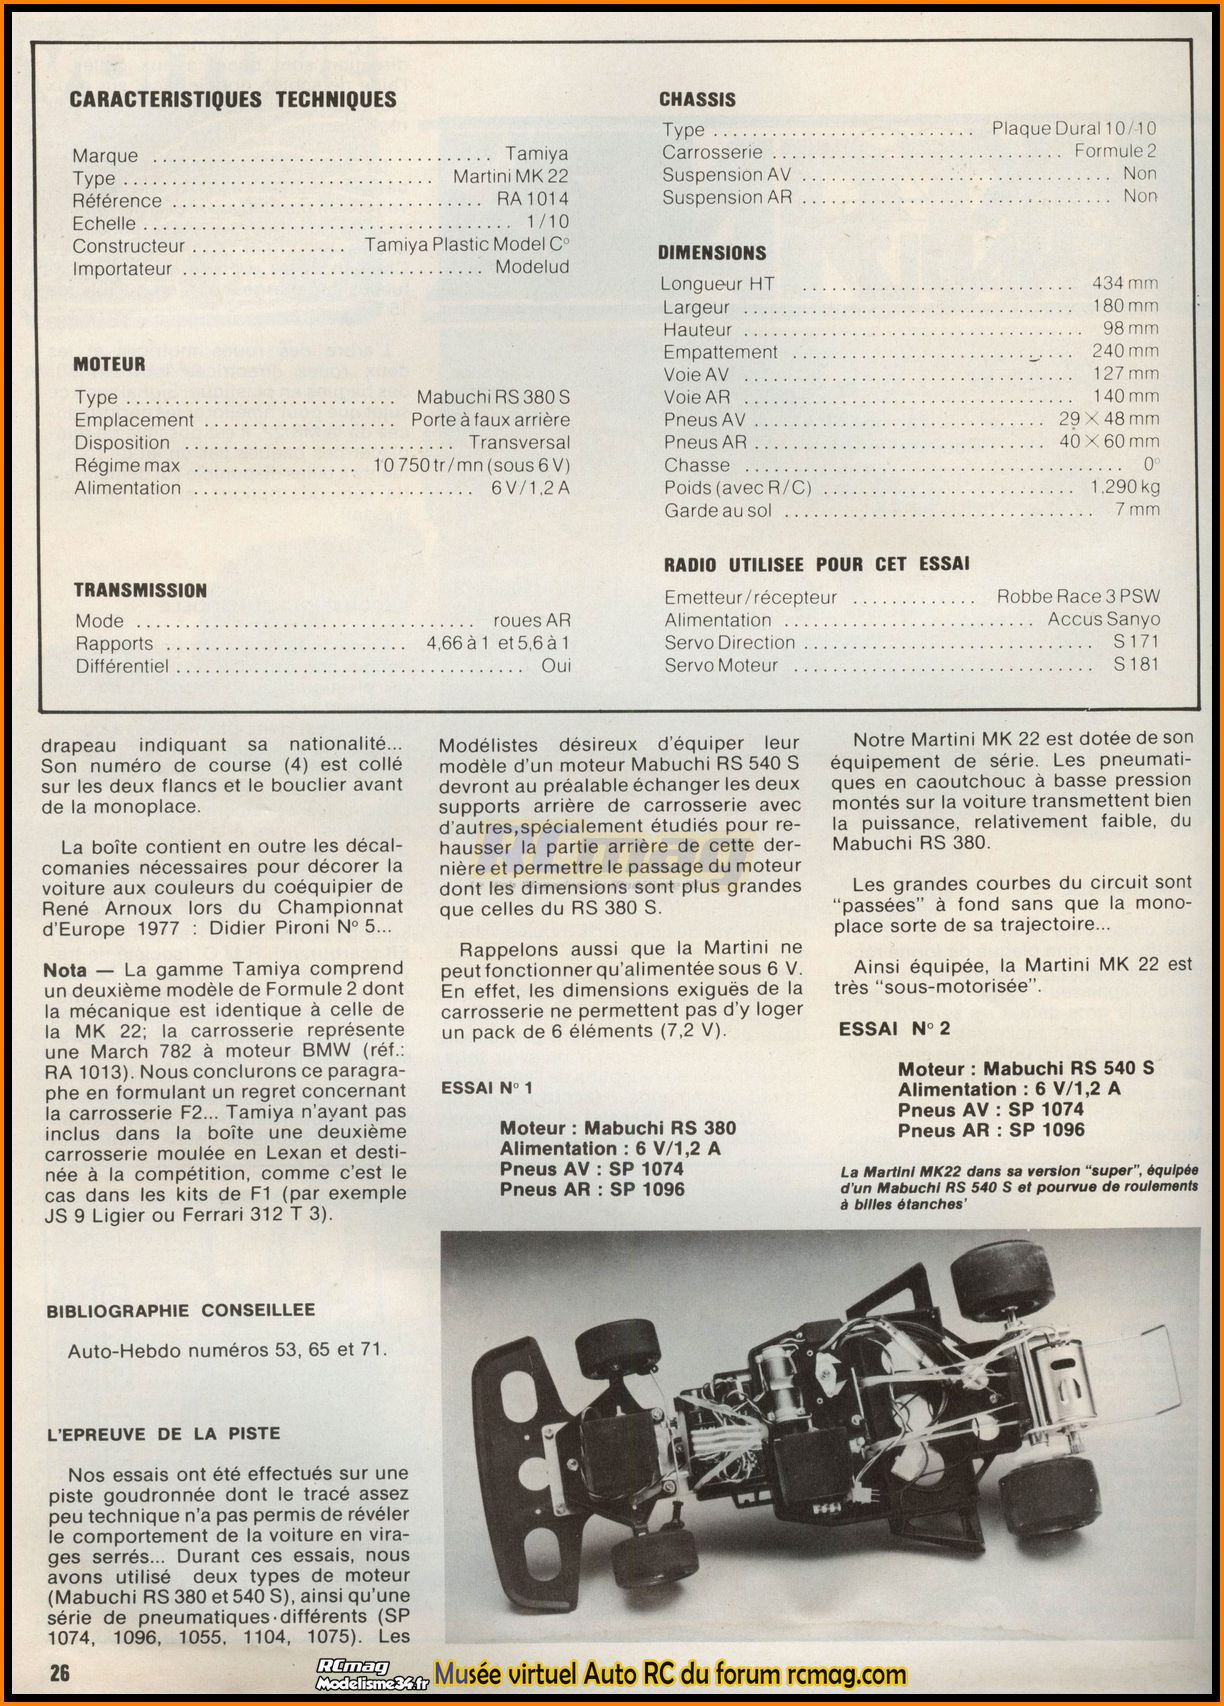 CARACTERISTIQUES TECHNIQUES
Marque .................................. Tamiya
Type ................................ Martini MK 22
Référence ................................ RA 1014
Echelle ..................................... 1/10
Constructeur ................ Tamiya Plastic Model C°
Importateur ............................... Modelud
MOTEUR
Type ............................. Mabuchi RS 380 S
Emplacement .................... Porte à faux arrière
Disposition ............................ Transversal
Régime max ................. 10 750 tr/mn (sous 6 V)
Alimentation ............................. 6 V/1,2 A
TRANSMISSION
Mode ................................... roues AR
Rapports ......................... 4,66 à 1 et 5,6 à 1
Différentiel .................................... Oui
CHASSIS
Type ........................... Plaque Dural 10/10
Carrosserie .............................. Formule 2
Suspension AV ................................ Non
Suspension AR ................................ Non
DIMENSIONS
Longueur HT ............................ 434 mm
Largeur .................................. 180 mm
Hauteur ................................... 98 mm
Empattement .............................. 240 mm
Voie AV .................................. 127 mm
Voie AR .................................. 140 mm
Pneus AV .............................. 29 × 48 mm
Pneus AR .............................. 40 × 60 mm
Chasse ....................................... 0°
Poids (avec R/C) .......................... 1,290 kg
Garde au sol ................................ 7 mm
RADIO UTILISEE POUR CET ESSAI
Emetteur/récepteur ............. Robbe Race 3 PSW
Alimentation .......................... Accus Sanyo
Servo Direction .............................. S 171
Servo Moteur ................................ S 181
drapeau indiquant sa nationalité...
Son numéro de course (4) est collé
sur les deux flancs et le bouclier avant
de la monoplace.
La boîte contient en outre les décal-
comanies nécessaires pour décorer la
voiture aux couleurs du coéquipier de
René Arnoux lors du Championnat
d'Europe 1977 : Didier Pironi N° 5...
Nota — La gamme Tamiya comprend
un deuxième modèle de Formule 2 dont
la mécanique est identique à celle de
la MK 22; la carrosserie représente
une March 782 à moteur BMW (réf.:
RA 1013). Nous conclurons ce paragra-
phe en formulant un regret concernant
la carrosserie F2... Tamiya n'ayant pas
inclus dans la boîte une deuxième
carrosserie moulée en Lexan et desti-
née à la compétition, comme c'est le
cas dans les kits de F1 (par exemple
JS 9 Ligier ou Ferrari 312 T 3).
BIBLIOGRAPHIE CONSEILLEE
Auto-Hebdo numéros 53, 65 et 71.
L'EPREUVE DE LA PISTE
Nos essais ont été effectués sur une
piste goudronnée dont le tracé assez
peu technique n'a pas permis de révéler
le comportement de la voiture en vira-
ges serrés... Durant ces essais, nous
avons utilisé deux types de moteur
(Mabuchi RS 380 et 540 S), ainsi qu'une
série de pneumatiques différents (SP
1074, 1096, 1055, 1104, 1075). Les
Modélistes désireux d'équiper leur
modèle d'un moteur Mabuchi RS 540 S
devront au préalable échanger les deux
supports arrière de carrosserie avec
d'autres, spécialement étudiés pour re-
hausser la partie arrière de cette der-
nière et permettre le passage du moteur
dont les dimensions sont plus grandes
que celles du RS 380 S.
Rappelons aussi que la Martini ne
peut fonctionner qu'alimentée sous 6 V.
En effet, les dimensions exiguës de la
carrosserie ne permettent pas d'y loger
un pack de 6 éléments (7,2 V).
ESSAI N° 1
Moteur : Mabuchi RS 380
Alimentation : 6 V/1,2 A
Pneus AV : SP 1074
Pneus AR : SP 1096
Notre Martini MK 22 est dotée de son
équipement de série. Les pneumati-
ques en caoutchouc à basse pression
montés sur la voiture transmettent bien
la puissance, relativement faible, du
Mabuchi RS 380.
Les grandes courbes du circuit sont
"passées" à fond sans que la mono-
place sorte de sa trajectoire...
Ainsi équipée, la Martini MK 22 est
très "sous-motorisée".
ESSAI N° 2
Moteur : Mabuchi RS 540 S
Alimentation : 6 V/1,2 A
Pneus AV : SP 1074
Pneus AR : SP 1096
La Martini MK22 dans sa version "super", équipée
d'un Mabuchi RS 540 S et pourvue de roulements
à billes étanches'
RCmag
26
RCmag
Modelisme34.fr
Musée virtuel Auto RC du forum rcmag.com